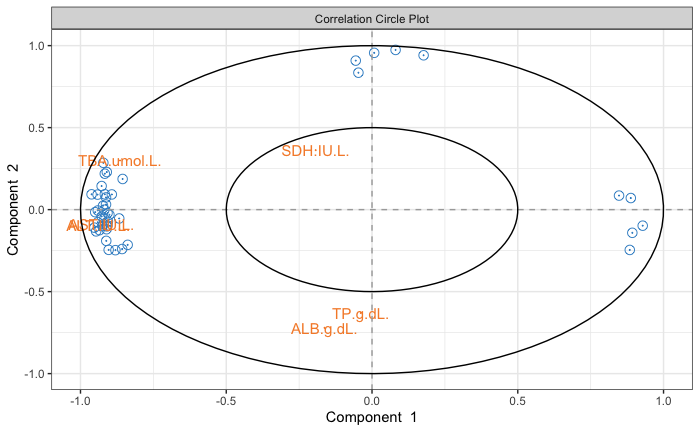 Correlation Circle Plot
1.0
0.5
0.0
-0.5
-1.0
Component 2
TBA.umol.L.
SDH.IU.L.
TP.g.dL.
ALB.g.dL.
-1.0
-0.5
0.0
0.5
1.0
Component 1